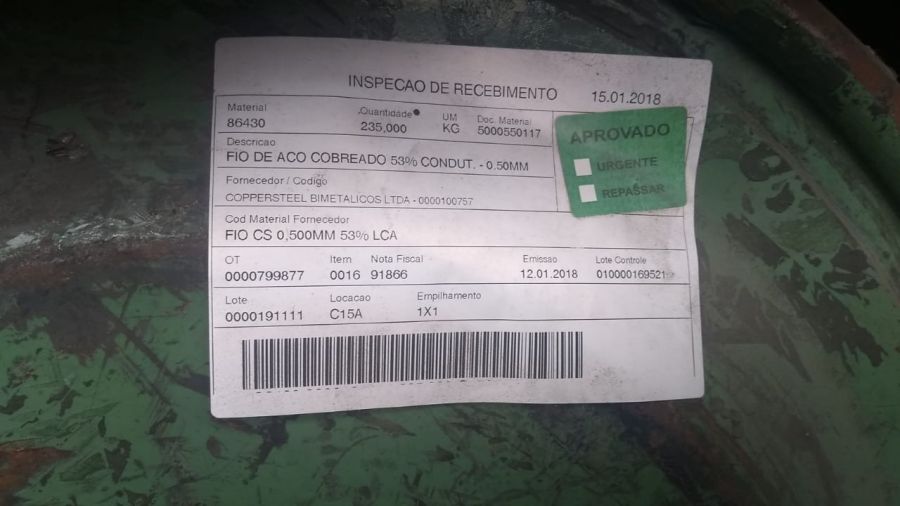 INSPECAO DE RECEBIMENTO 15.01.2018
Material Quantidade UM Doc. Material
86430 235,000 KG 5000550117
APROVADO
URGENTE
REPASSAR
Descricao
FIO DE ACO COBREADO 53% CONDUT. - 0.50MM
Fornecedor / Codigo
COPPERSTEEL BIMETALICOS LTDA - 0000100757
Cod Material Fornecedor
FIO CS 0,500MM 53% LCA
OT Item Nota Fiscal Emissao Lote Controle
0000799877 0016 91866 12.01.2018 010000169521
Lote Locacao Empilhamento
0000191111 C15A 1X1